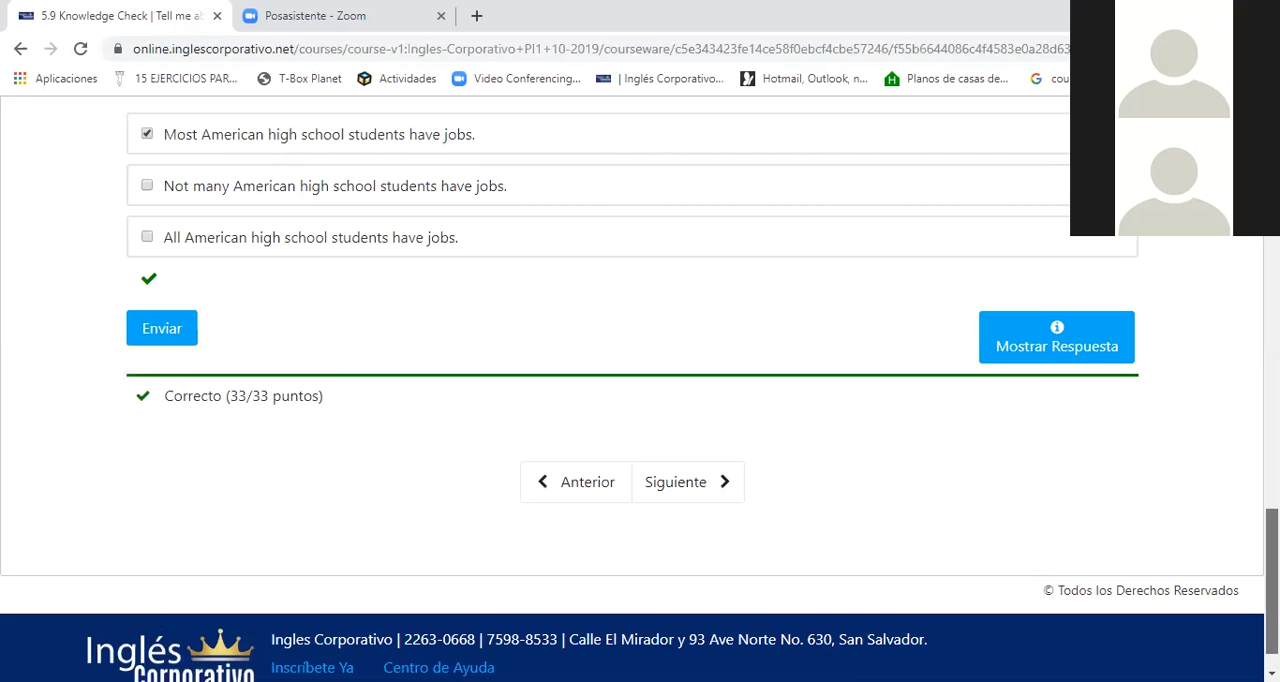 5.9 Knowledge Check | Tell me ab
Posasistente - Zoom
online.inglescorporativo.net/courses/course-v1:Ingles-Corporativo+PI1+10-2019/courseware/c5e343423fe14ce58f0ebcf4cbe57246/f55b6644086c4f4583e0a28d63
Aplicaciones
15 EJERCICIOS PAR...
T-Box Planet
Actividades
Video Conferencing...
| Inglés Corporativo...
Hotmail, Outlook, n...
Planos de casas de...
cou
Most American high school students have jobs.
Not many American high school students have jobs.
All American high school students have jobs.
Enviar
Mostrar Respuesta
Correcto (33/33 puntos)
Anterior
Siguiente
© Todos los Derechos Reservados
Inglés
Corporativo
Ingles Corporativo | 2263-0668 | 7598-8533 | Calle El Mirador y 93 Ave Norte No. 630, San Salvador.
Inscríbete Ya
Centro de Ayuda